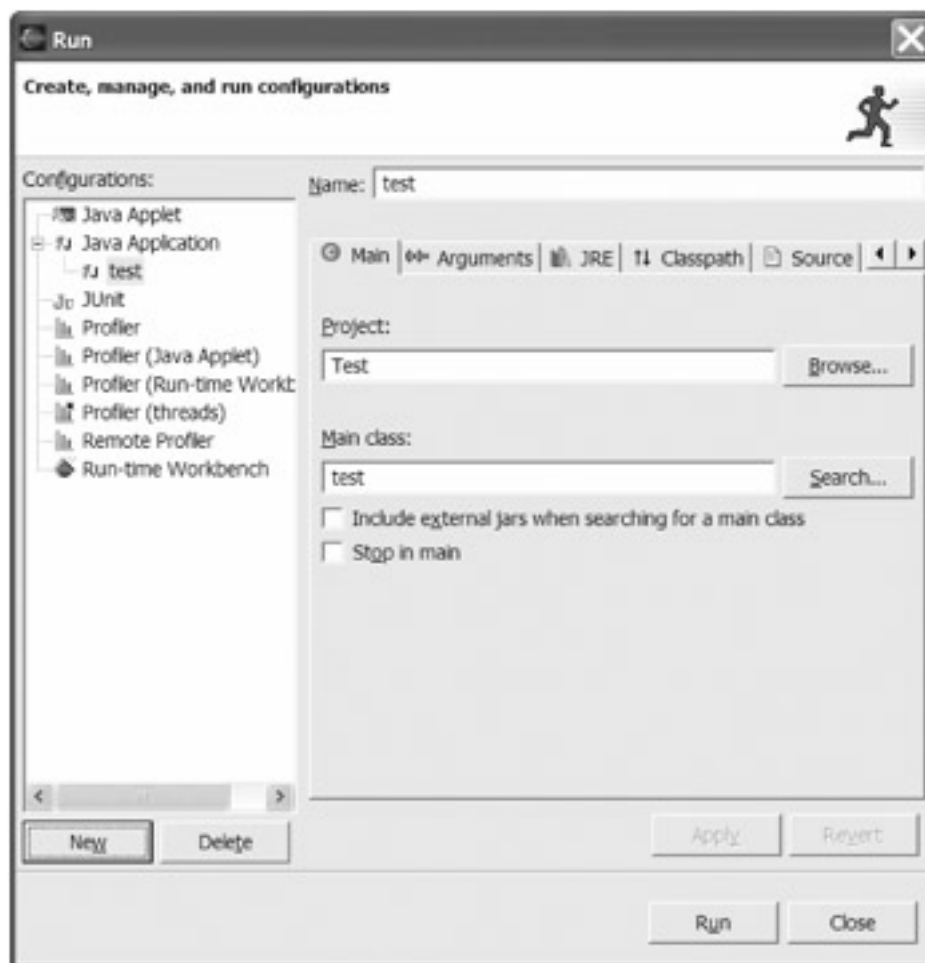 Run
Create, manage, and run configurations
Configurations:
Java Applet
Java Application
test
JUnit
Profiler
Profiler (Java Applet)
Profiler (Run-time Workb
Profiler (threads)
Remote Profiler
Run-time Workbench
New
Delete
Name: test
Main
Arguments
JRE
Classpath
Source
Project:
Test
Browse...
Main class:
test
Search...
Include external jars when searching for a main class
Stop in main
Apply
Revert
Run
Close